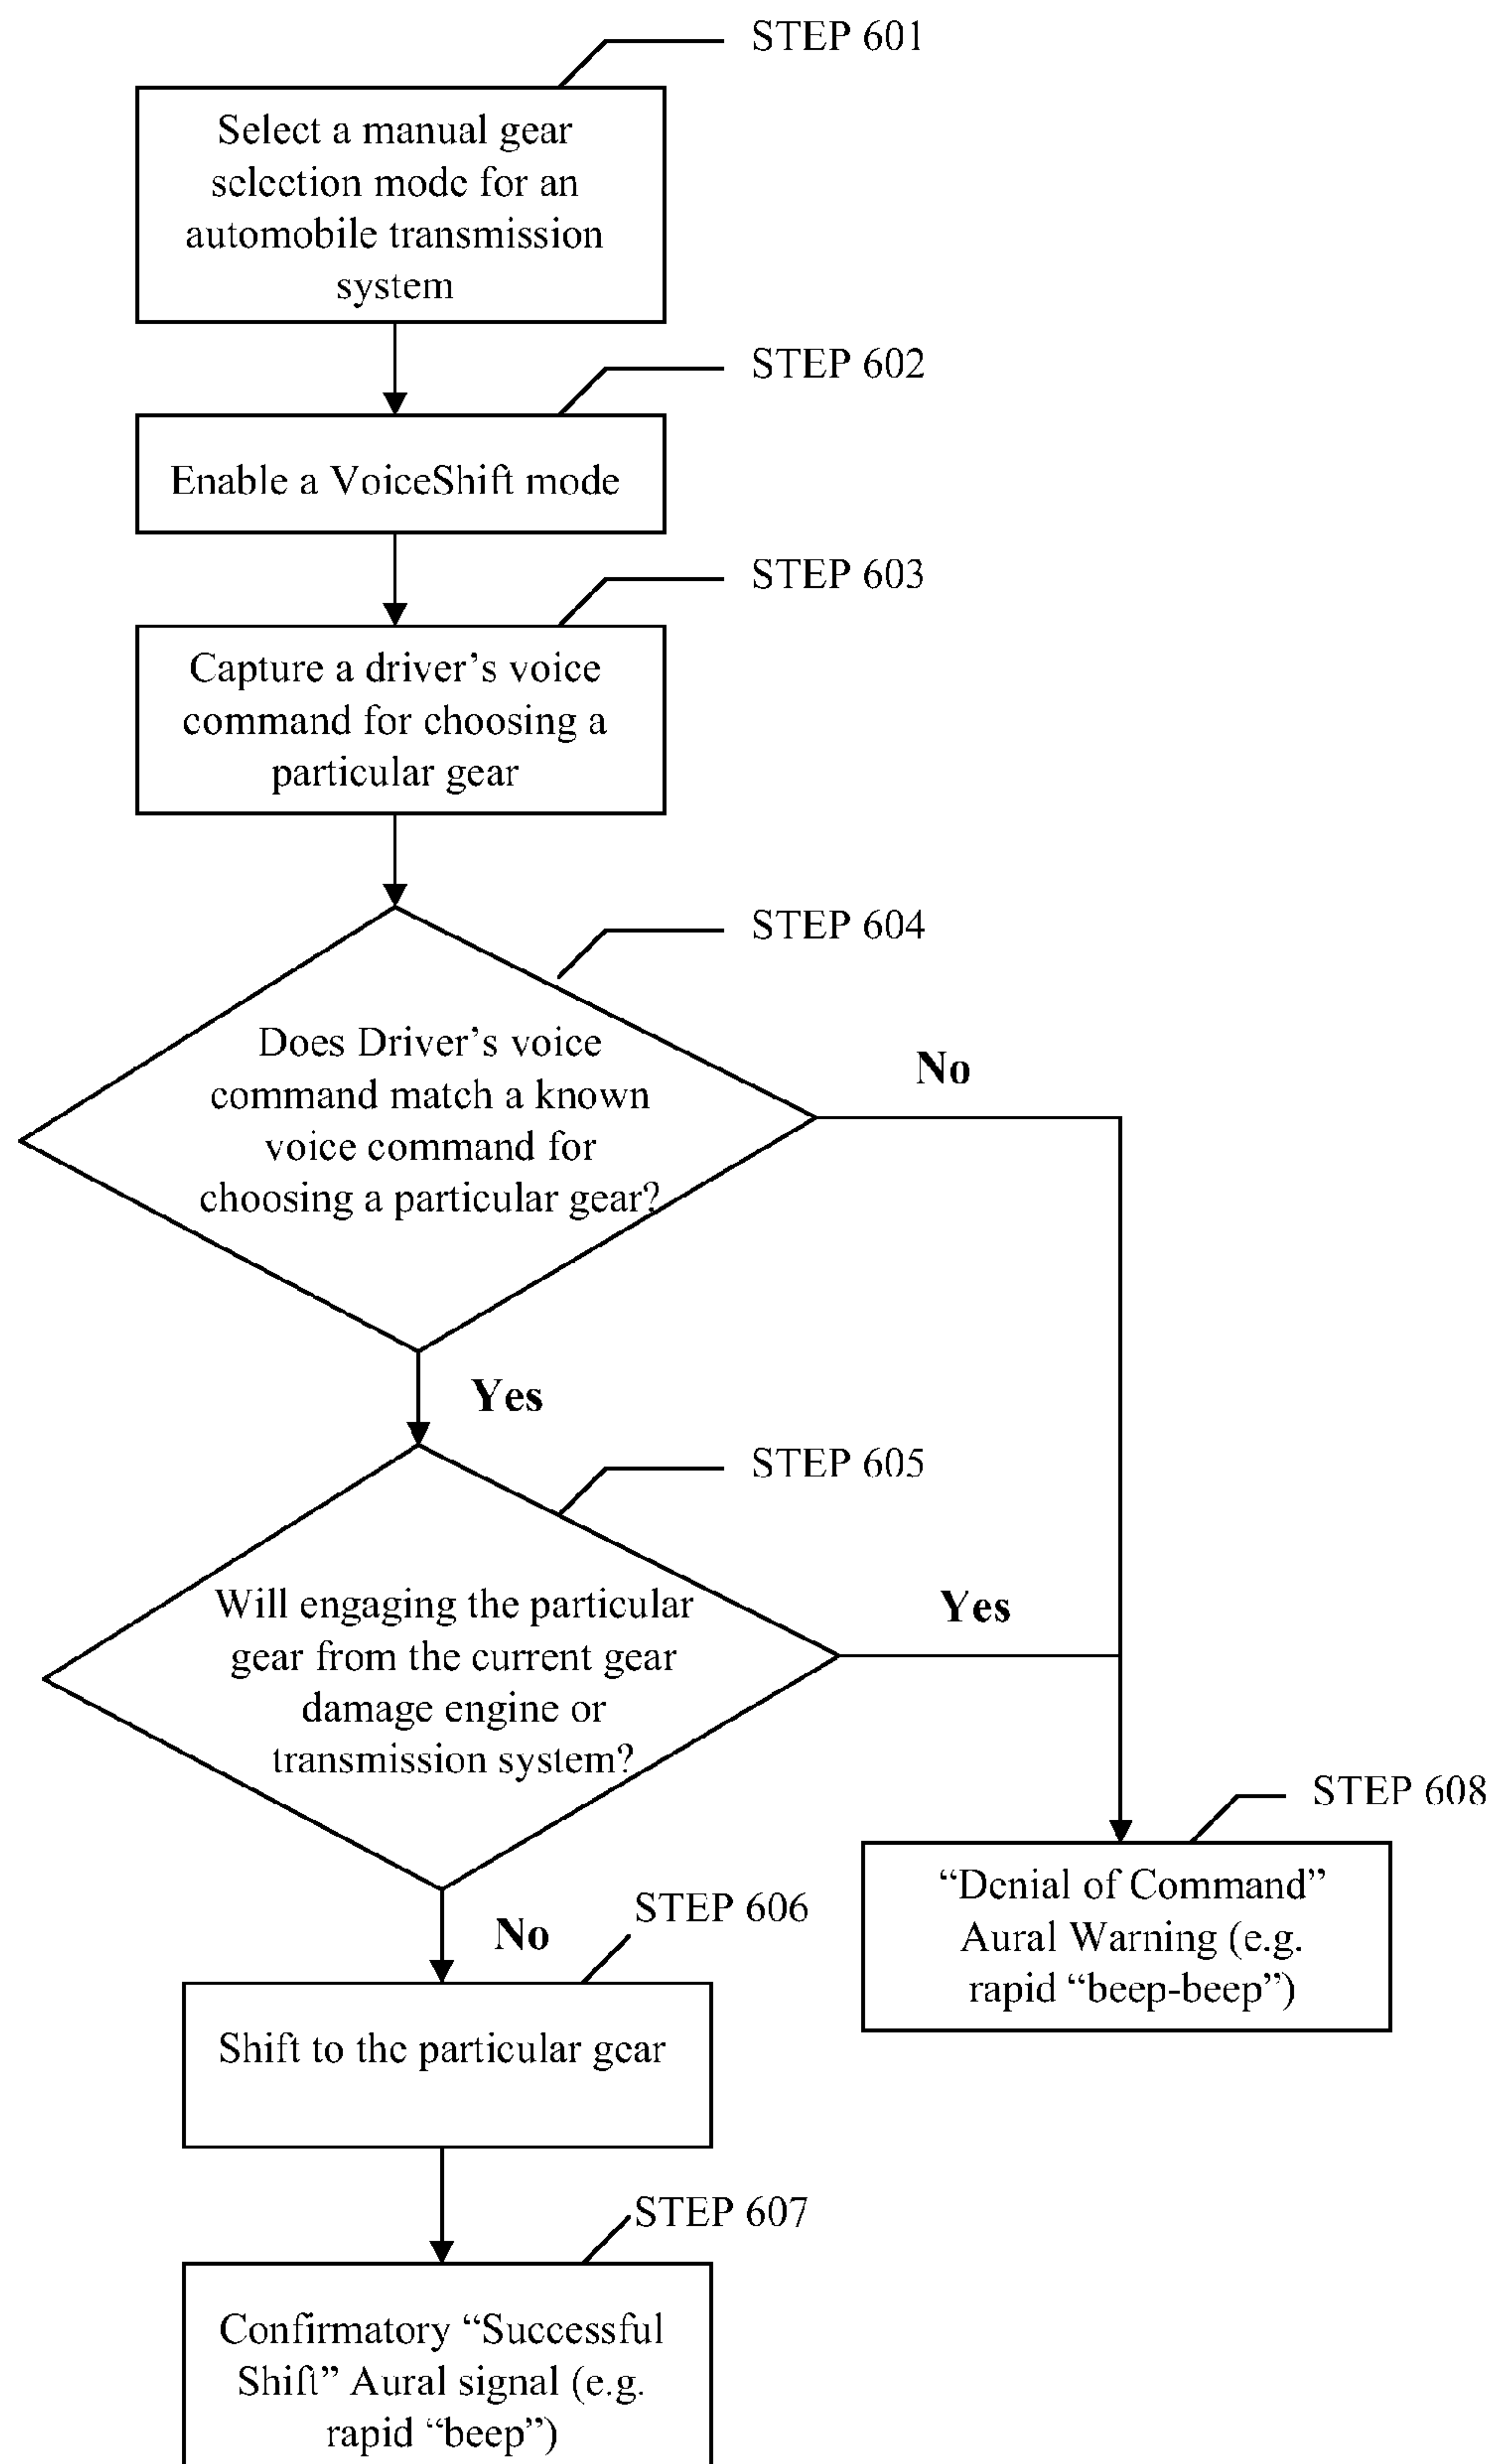 STEP 601
Select a manual gear
selection mode for an
automobile transmission
system
STEP 602
Enable a VoiceShift mode
STEP 603
Capture a driver’s voice
command for choosing a
particular gear
STEP 604
Does Driver’s voice
command match a known
voice command for
choosing a particular gear?
No
Yes
STEP 605
Will engaging the particular
gear from the current gear
damage engine or
transmission system?
Yes
STEP 608
“Denial of Command”
Aural Warning (e.g.
rapid “beep-beep”)
No
STEP 606
Shift to the particular gear
STEP 607
Confirmatory “Successful
Shift” Aural signal (e.g.
rapid “beep”)